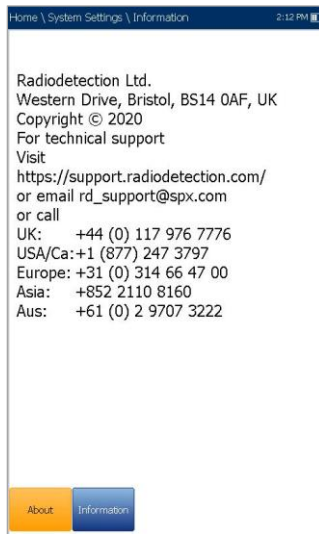 Home \ System Settings \ Information 2:12 PM
Radiodetection Ltd.
Western Drive, Bristol, BS14 0AF, UK
Copyright © 2020
For technical support
Visit
https://support.radiodetection.com/
or email rd_support@spx.com
or call
UK: +44 (0) 117 976 7776
USA/Ca:+1 (877) 247 3797
Europe: +31 (0) 314 66 47 00
Asia: +852 2110 8160
Aus: +61 (0) 2 9707 3222
About Information